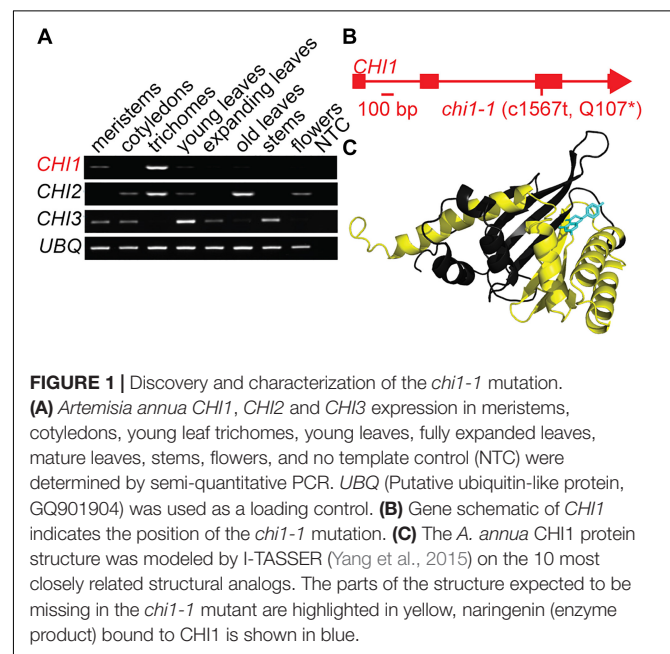 A
meristems
cotyledons
trichomes
young leaves
expanding leaves
old leaves
stems
flowers
NTC
CHI1
CHI2
CHI3
UBQ
B
CHI1
100 bp
chi1-1 (c1567t, Q107*)
C
FIGURE 1 | Discovery and characterization of the chi1-1 mutation.
(A) Artemisia annua CHI1, CHI2 and CHI3 expression in meristems,
cotyledons, young leaf trichomes, young leaves, fully expanded leaves,
mature leaves, stems, flowers, and no template control (NTC) were
determined by semi-quantitative PCR. UBQ (Putative ubiquitin-like protein,
GQ901904) was used as a loading control. (B) Gene schematic of CHI1
indicates the position of the chi1-1 mutation. (C) The A. annua CHI1 protein
structure was modeled by I-TASSER (Yang et al., 2015) on the 10 most
closely related structural analogs. The parts of the structure expected to be
missing in the chi1-1 mutant are highlighted in yellow, naringenin (enzyme
product) bound to CHI1 is shown in blue.